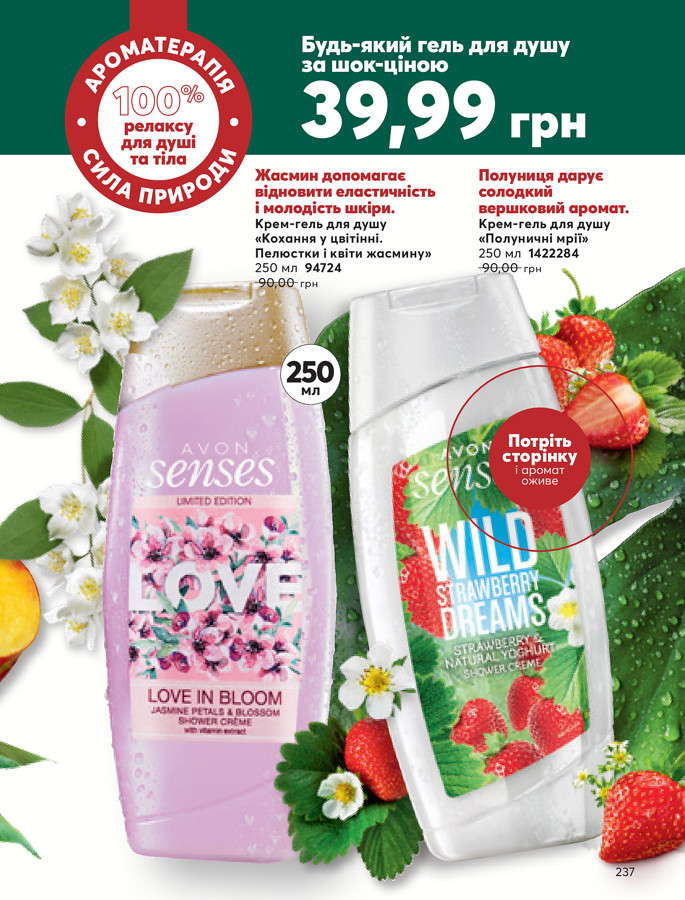 АРОМАТЕРАПІЯ
100%
релаксу
для душі
та тіла
СИЛА ПРИРОДИ
Будь-який гель для душу
за шок-ціною
39,99 грн
Жасмин допомагає
відновити еластичність
і молодість шкіри.
Крем-гель для душу
«Кохання у цвітінні.
Пелюстки і квіти жасмину»
250 мл 94724
90,00 грн
Полуниця дарує
солодкий
вершковий аромат.
Крем-гель для душу
«Полуничні мрії»
250 мл 1422284
90,00 грн
250
мл
AVON
senses
LIMITED EDITION
LOVE
LOVE IN BLOOM
JASMINE PETALS & BLOSSOM
SHOWER CRÈME
with vitamin extract
AVON
sens
WILD
STRAWBERRY
DREAMS
STRAWBERRY &
NATURAL YOGHURT
SHOWER CRÈME
Потріть
сторінку
і аромат
оживе
237